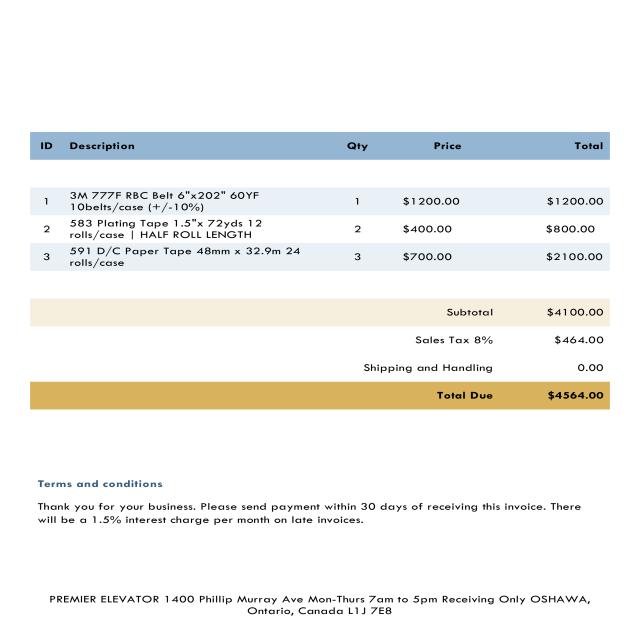 ID Description Qty Price Total
3M 777F RBC Belt 6"x202" 60YF
1 10belts/case (+/-10%) 1 $1200.00 $1200.00
583 Plating Tape 1.5"x 72yds 12
2 rolls/case | HALF ROLL LENGTH 2 $400.00 $800.00
591 D/C Paper Tape 48mm x 32.9m 24
3 rolls/case 3 $700.00 $2100.00
Subtotal $4100.00
Sales Tax 8% $464.00
Shipping and Handling 0.00
Total Due $4564.00
Terms and conditions
Thank you for your business. Please send payment within 30 days of receiving this invoice. There
will be a 1.5% interest charge per month on late invoices.
PREMIER ELEVATOR 1400 Phillip Murray Ave Mon-Thurs 7am to 5pm Receiving Only OSHAWA,
Ontario, Canada L1J 7E8